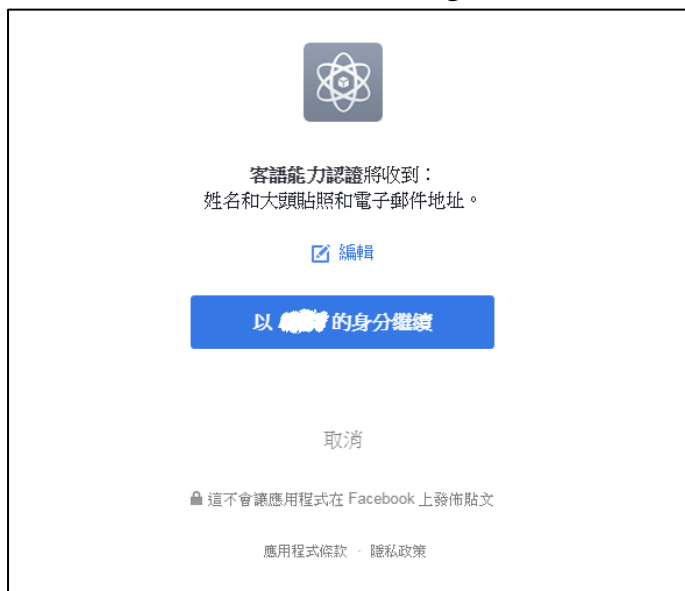 客語能力認證將收到：
姓名和大頭貼照和電子郵件地址。
編輯
以 的身分繼續
取消
這不會讓應用程式在 Facebook 上發佈貼文
應用程式條款 · 隱私政策